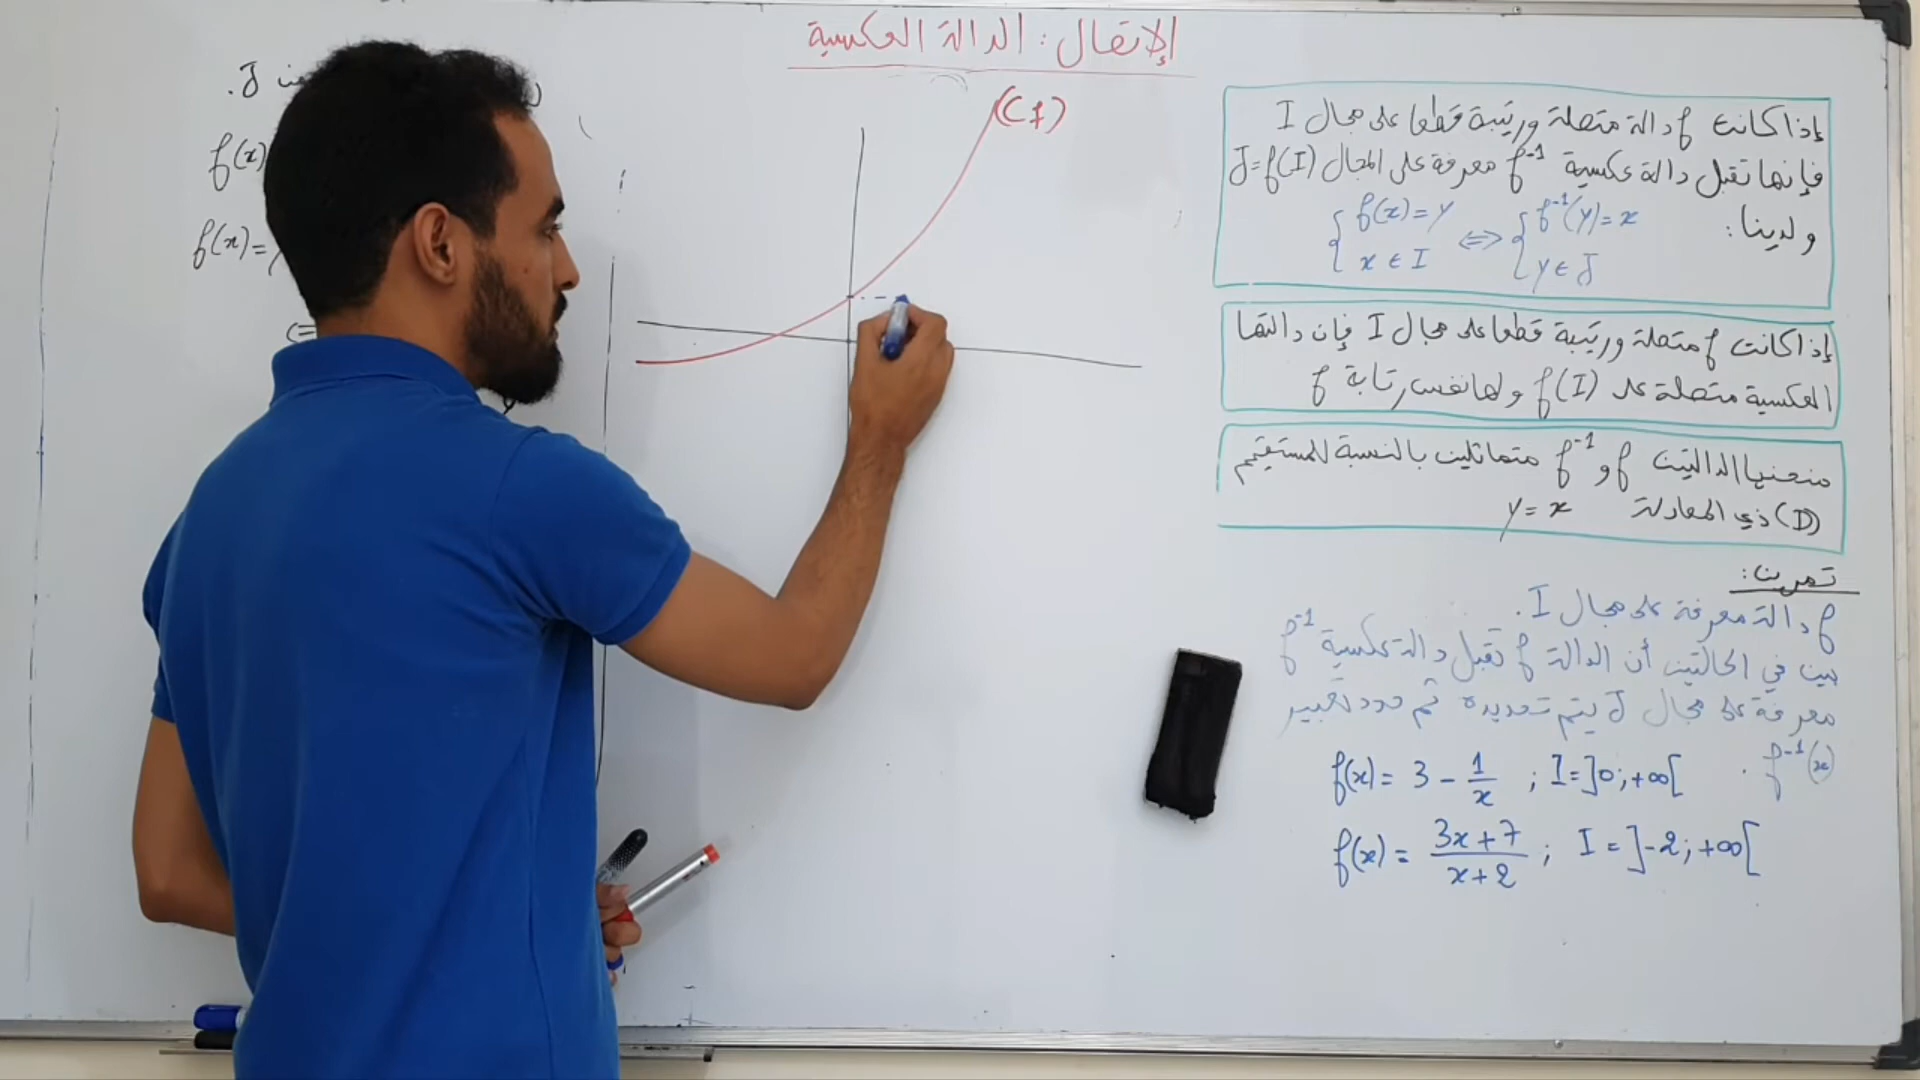 الإتقال : الدالة العكسية
(Cf)
J
f(x)
f(x)=
إذا كانت f دالة متصلة ورتيبة قطعا على مجال I
فإنها تقبل دالة عكسية f⁻¹ معرفة على المجال J=f(I)
ولدينا : { f(x)=y ⇔ { f⁻¹(y)=x
x ∈ I y ∈ J
إذا كانت f متصلة ورتيبة قطعا على مجال I فإن دالتها
العكسية متصلة على f(I) ولها نفس رتابة f
منحنيا الدالتين f و f⁻¹ متماثلين بالنسبة للمستقيم
(D) ذي المعادلة y = x
تمرين :
f دالة معرفة على مجال I .
بين في الحالتين أن الدالة f تقبل دالة عكسية f⁻¹
معرفة على مجال J يتم تحديده ثم حدد تعبير
f⁻¹(x) .
f(x) = 3 - 1/x ; I = ]0 ; +∞[
f(x) = (3x+7)/(x+2) ; I = ]-2 ; +∞[